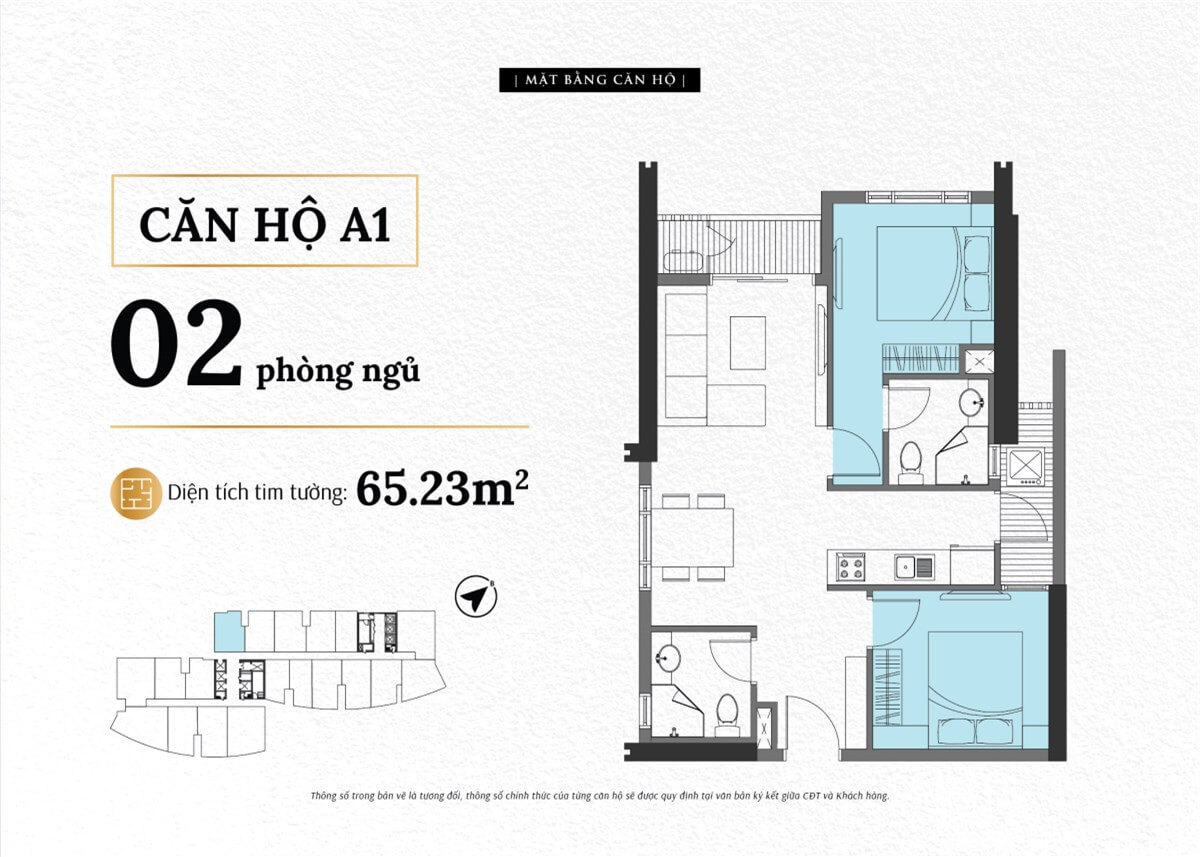 | MẶT BẰNG CĂN HỘ |
CĂN HỘ A1
02 phòng ngủ
Diện tích tim tường: 65.23m²
B
Thông số trong bản vẽ là tương đối, thông số chính thức của từng căn hộ sẽ được quy định tại văn bản ký kết giữa CĐT và Khách hàng.